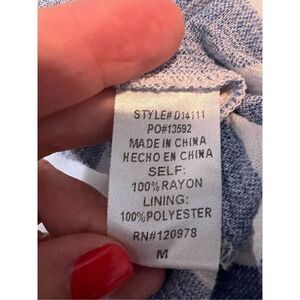 STYLE# 014111
PO#13592
MADE IN CHINA
HECHO EN CHINA
SELF:
100%RAYON
LINING:
100%POLYESTER
RN#120978
M